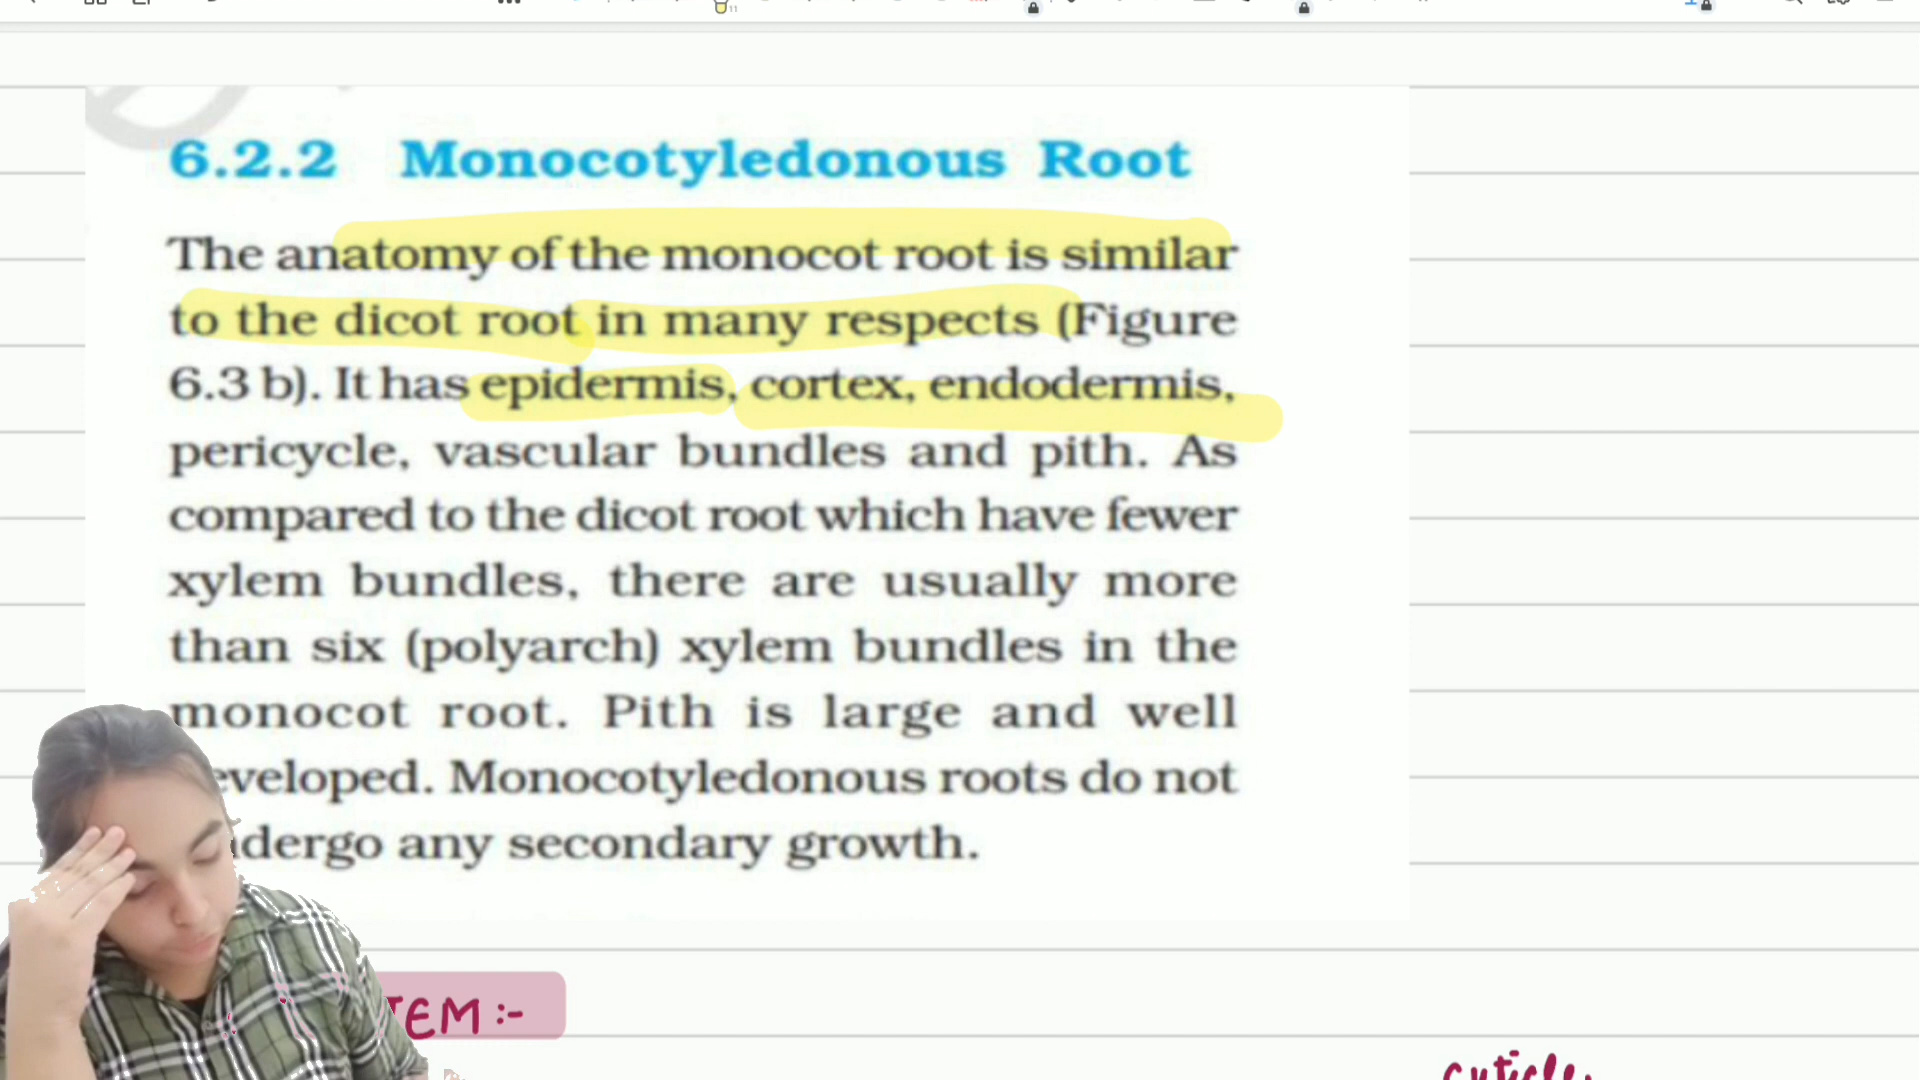 6.2.2 Monocotyledonous Root
The anatomy of the monocot root is similar
to the dicot root in many respects (Figure
6.3 b). It has epidermis, cortex, endodermis,
pericycle, vascular bundles and pith. As
compared to the dicot root which have fewer
xylem bundles, there are usually more
than six (polyarch) xylem bundles in the
monocot root. Pith is large and well
eveloped. Monocotyledonous roots do not
dergo any secondary growth.
TEM :-
cuticle.